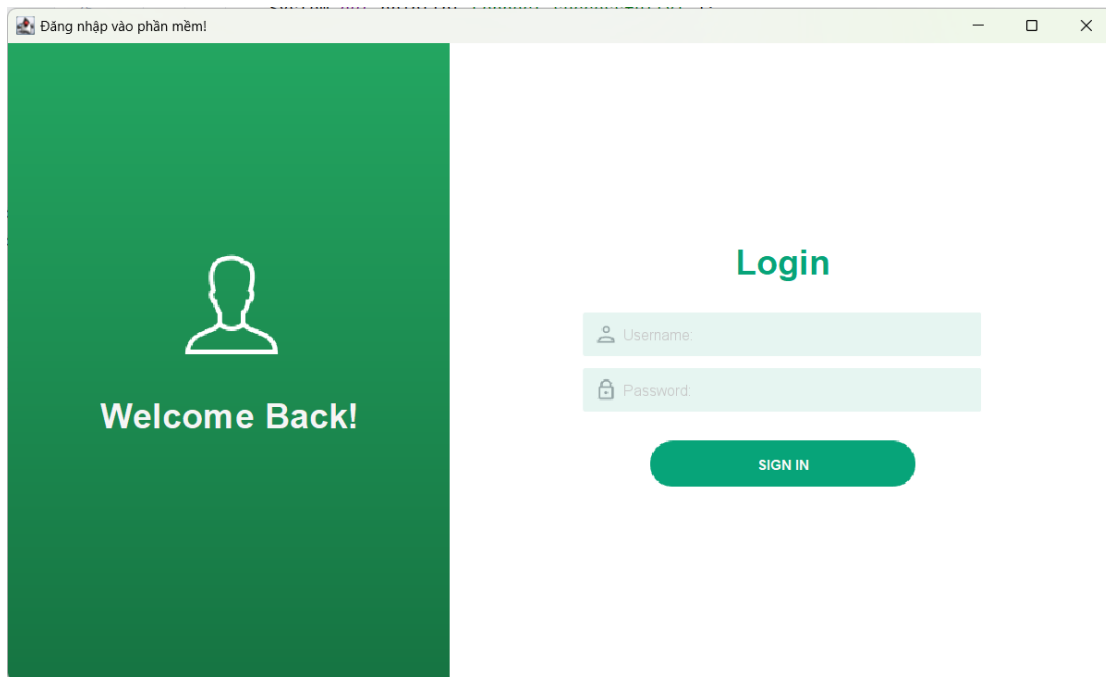 Đăng nhập vào phần mềm!
Welcome Back!
Login
Username:
Password:
SIGN IN